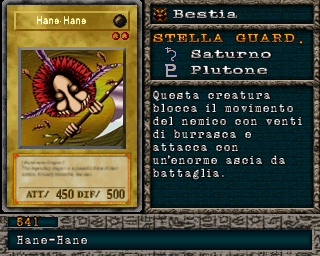 Hane-Hane
ATT/ 450 DIF/ 500
Bestia
STELLA GUARD.
Saturno
Plutone
Questa creatura
blocca il movimento
del nemico con venti
di burrasca e
attacca con
un'enorme ascia da
battaglia.
541
Hane-Hane